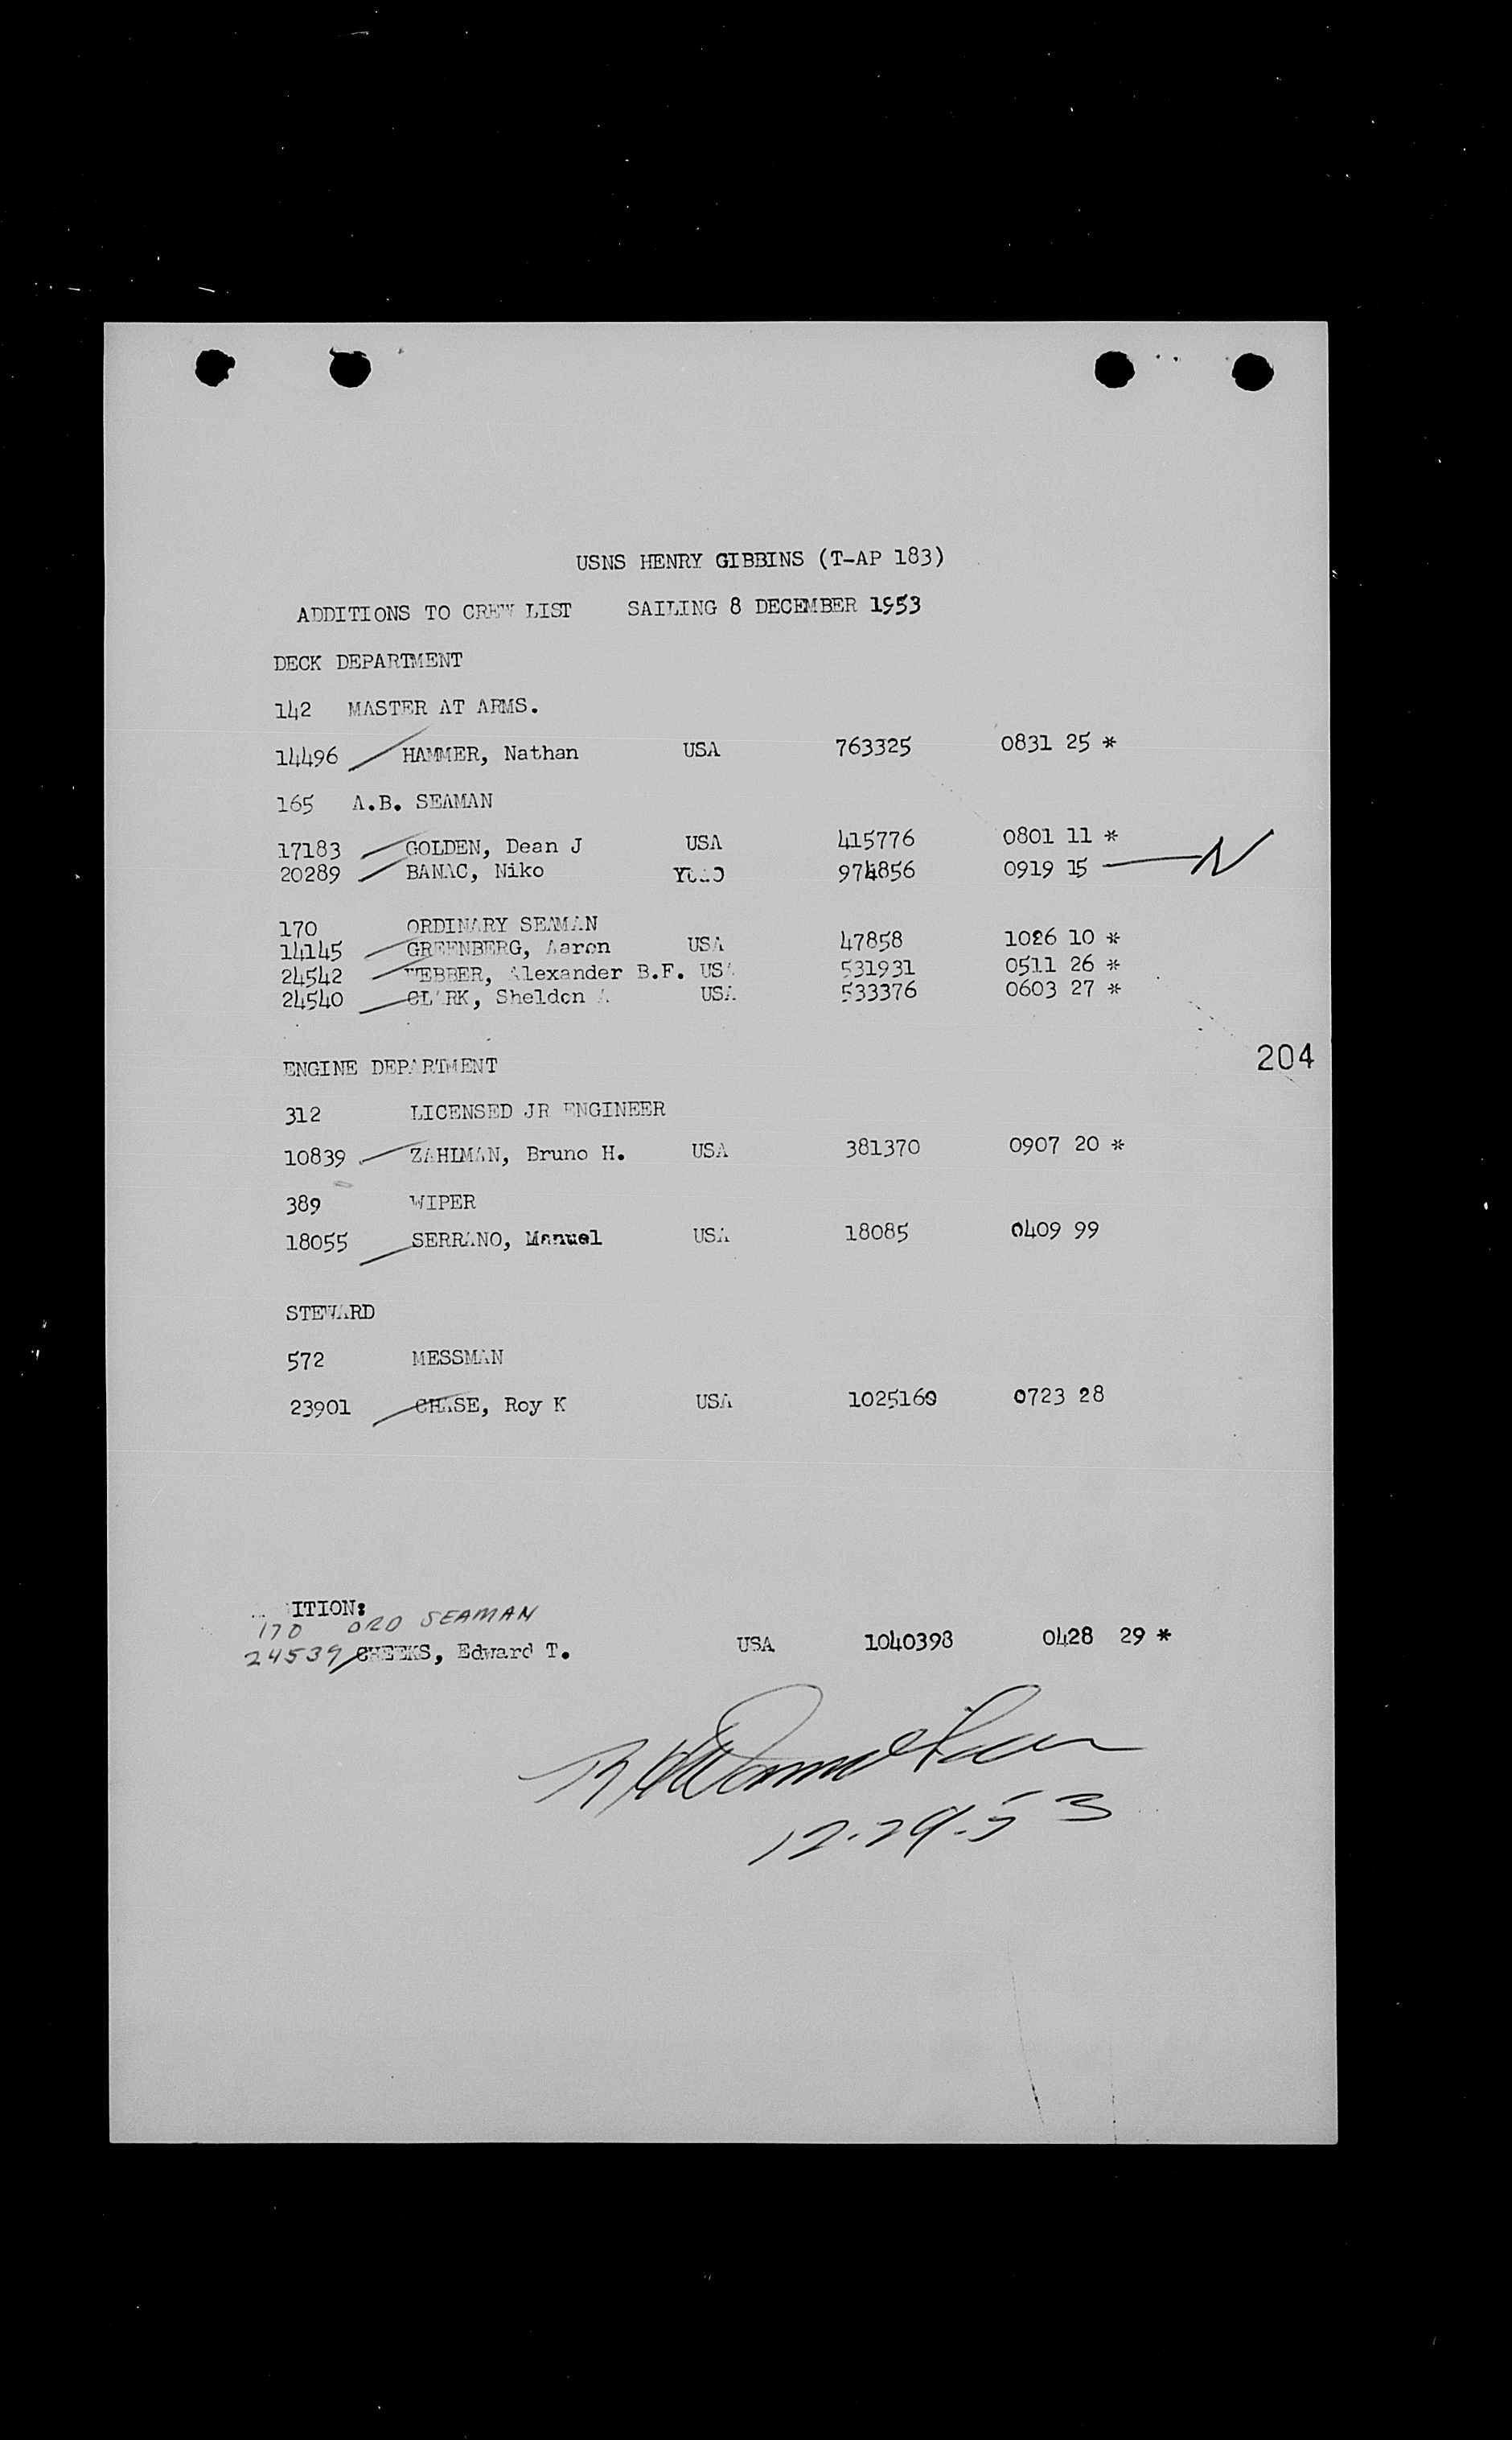 USNS HENRY GIBBINS (T-AP 183)
ADDITIONS TO CREW LIST SAILING 8 DECEMBER 1953
DECK DEPARTMENT
142 MASTER AT ARMS.
14496 HAMMER, Nathan USA 763325 0831 25 *
165 A.B. SEAMAN
17183 GOLDEN, Dean J USA 415776 0801 11 *
20289 BANAC, Niko YUGO 974856 0919 15 N
170 ORDINARY SEAMAN
14145 GREENBERG, Aaron USA 47858 1026 10 *
24542 WEBBER, Alexander B.F. USA 531931 0511 26 *
24540 CLARK, Sheldon A USA 533376 0603 27 *
ENGINE DEPARTMENT
204
312 LICENSED JR ENGINEER
10839 ZAHLMAN, Bruno H. USA 381370 0907 20 *
389 WIPER
18055 SERRANO, Manuel USA 18085 0409 99
STEWARD
572 MESSMAN
23901 CHASE, Roy K USA 1025160 0723 28
ITION:
170 ORD SEAMAN
24539 CHEEKS, Edward T. USA 1040398 0428 29 *
12-29-53